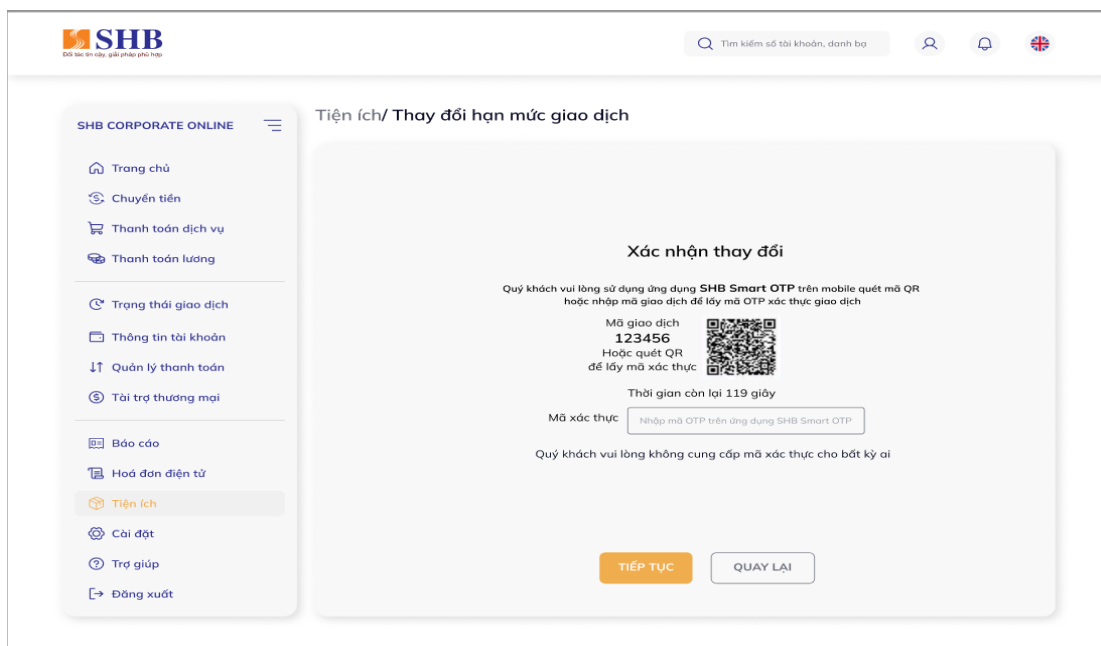 SHB
Đối tác tin cậy, giải pháp phù hợp
Tìm kiếm số tài khoản, danh bạ
SHB CORPORATE ONLINE
Trang chủ
Chuyển tiền
Thanh toán dịch vụ
Thanh toán lương
Trạng thái giao dịch
Thông tin tài khoản
Quản lý thanh toán
Tài trợ thương mại
Báo cáo
Hoá đơn điện tử
Tiện ích
Cài đặt
Trợ giúp
Đăng xuất
Tiện ích/ Thay đổi hạn mức giao dịch
Xác nhận thay đổi
Quý khách vui lòng sử dụng ứng dụng SHB Smart OTP trên mobile quét mã QR
hoặc nhập mã giao dịch để lấy mã OTP xác thực giao dịch
Mã giao dịch
123456
Hoặc quét QR
để lấy mã xác thực
Thời gian còn lại 119 giây
Mã xác thực
Nhập mã OTP trên ứng dụng SHB Smart OTP
Quý khách vui lòng không cung cấp mã xác thực cho bất kỳ ai
TIẾP TỤC
QUAY LẠI